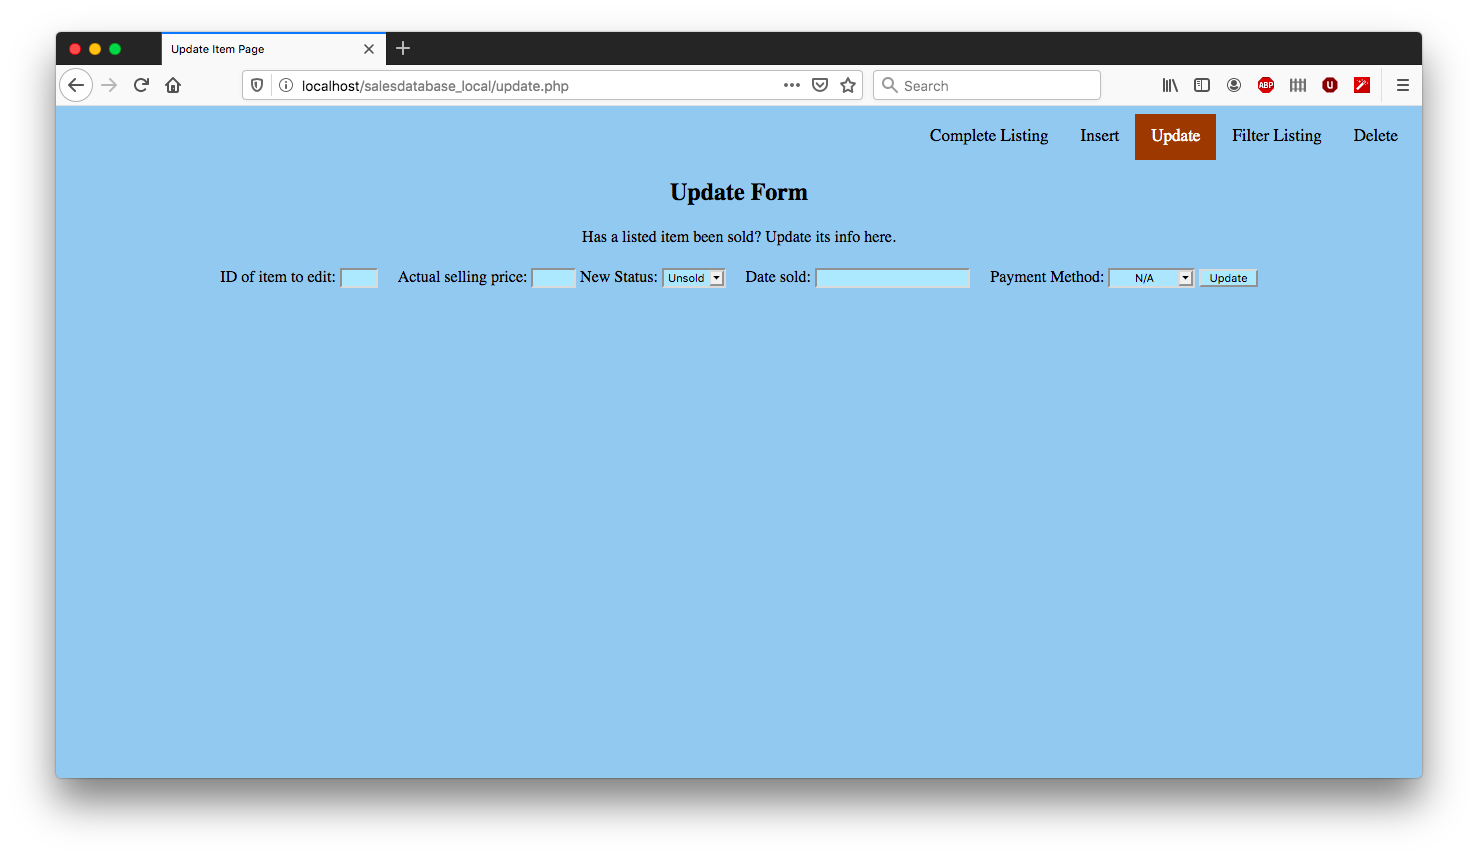 Update Item Page
localhost/salesdatabase_local/update.php
Search
ABP
U
Complete Listing Insert Update Filter Listing Delete
Update Form
Has a listed item been sold? Update its info here.
ID of item to edit: Actual selling price: New Status: Unsold Date sold: Payment Method: N/A Update